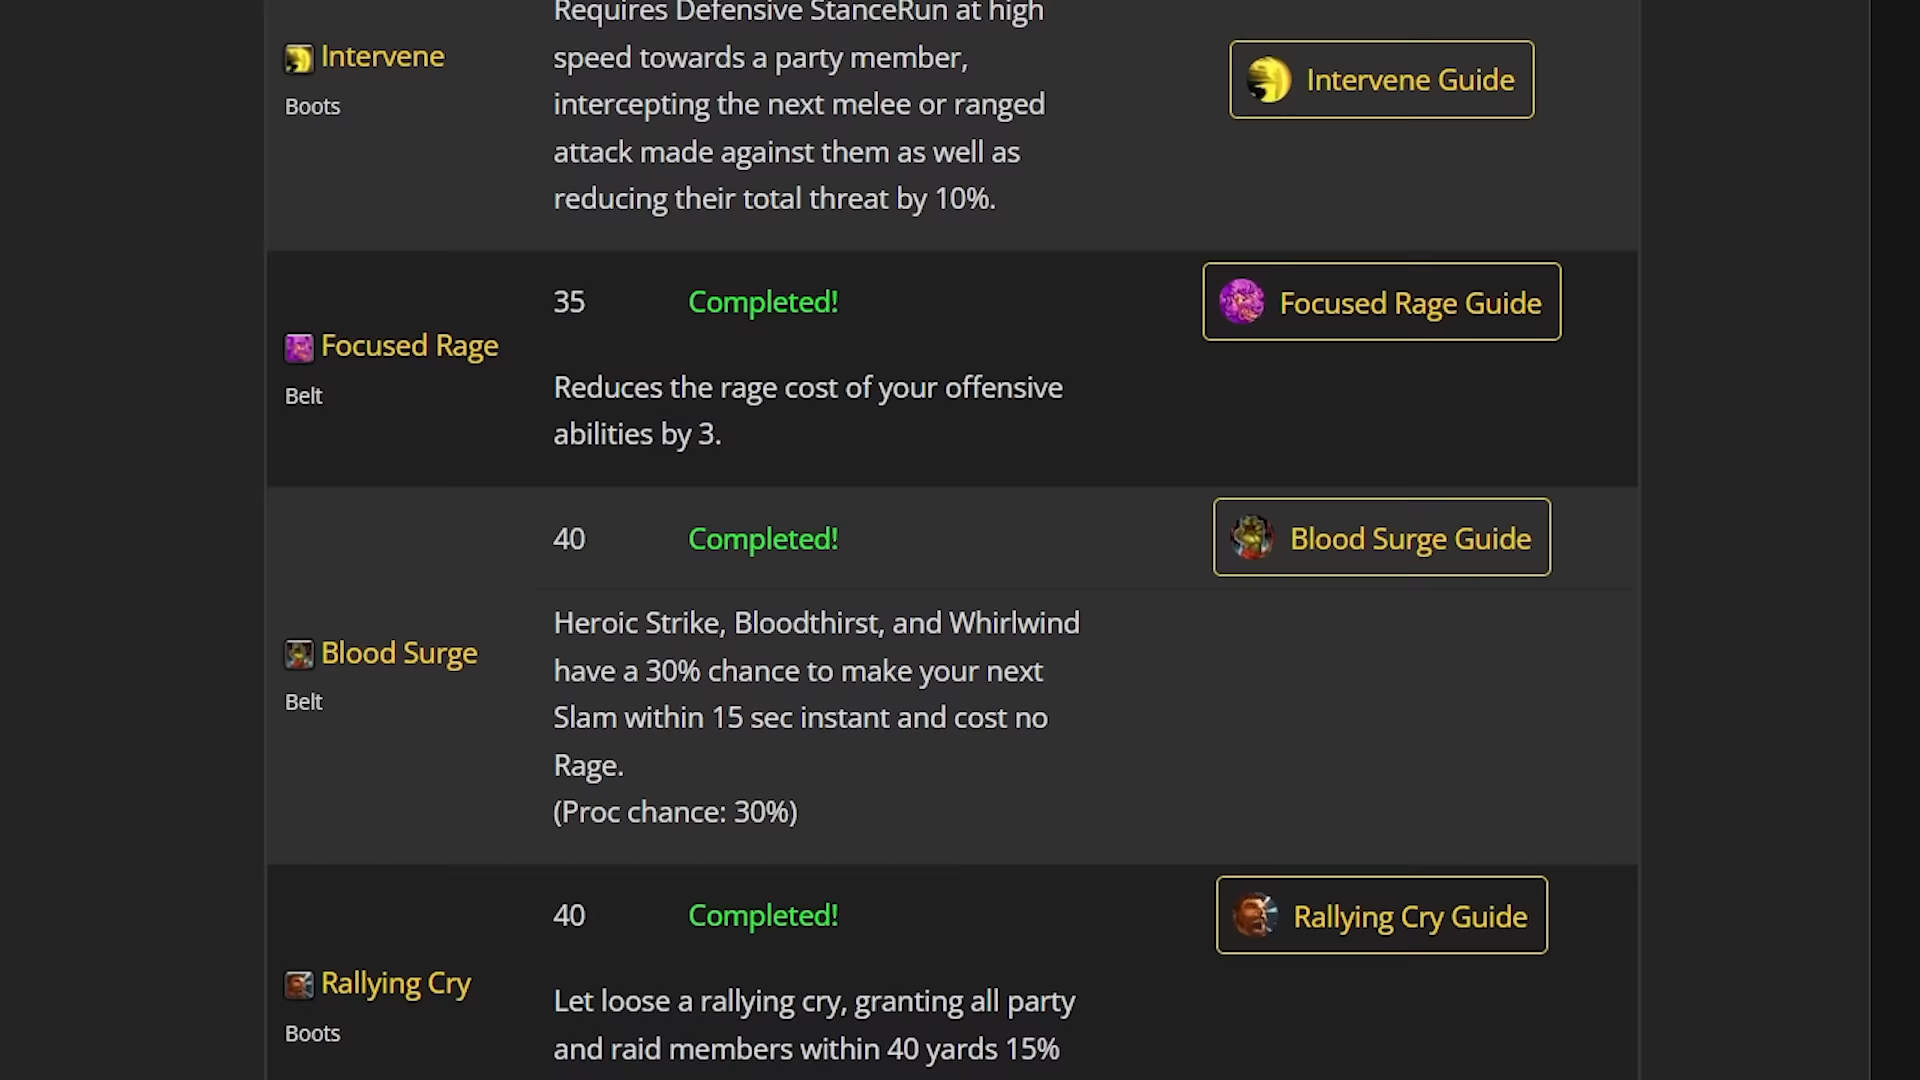 Requires Defensive StanceRun at high
Intervene
speed towards a party member,
Intervene Guide
Boots
intercepting the next melee or ranged
attack made against them as well as
reducing their total threat by 10%.
35
Completed!
Focused Rage Guide
Focused Rage
Belt
Reduces the rage cost of your offensive
abilities by 3.
40
Completed!
Blood Surge Guide
Blood Surge
Belt
Heroic Strike, Bloodthirst, and Whirlwind
have a 30% chance to make your next
Slam within 15 sec instant and cost no
Rage.
(Proc chance: 30%)
40
Completed!
Rallying Cry Guide
Rallying Cry
Boots
Let loose a rallying cry, granting all party
and raid members within 40 yards 15%